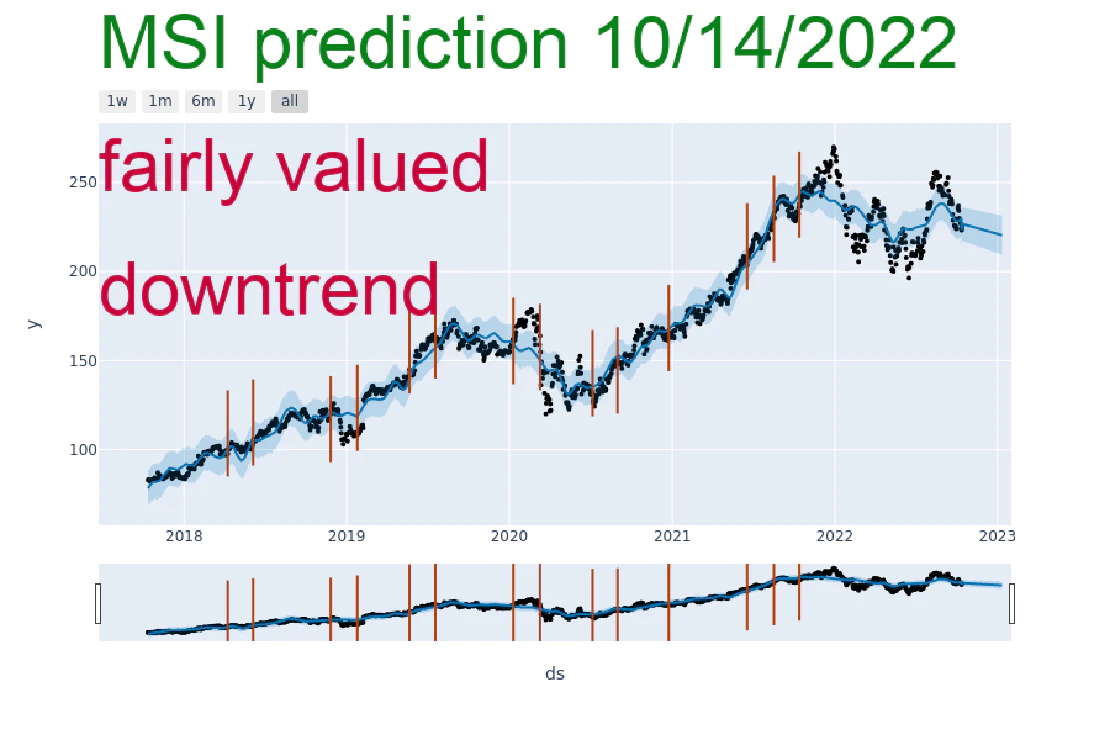 MSI prediction 10/14/2022
1w 1m 6m 1y all
fairly valued
250
downtrend
200
150
100
y
2018 2019 2020 2021 2022 2023
ds